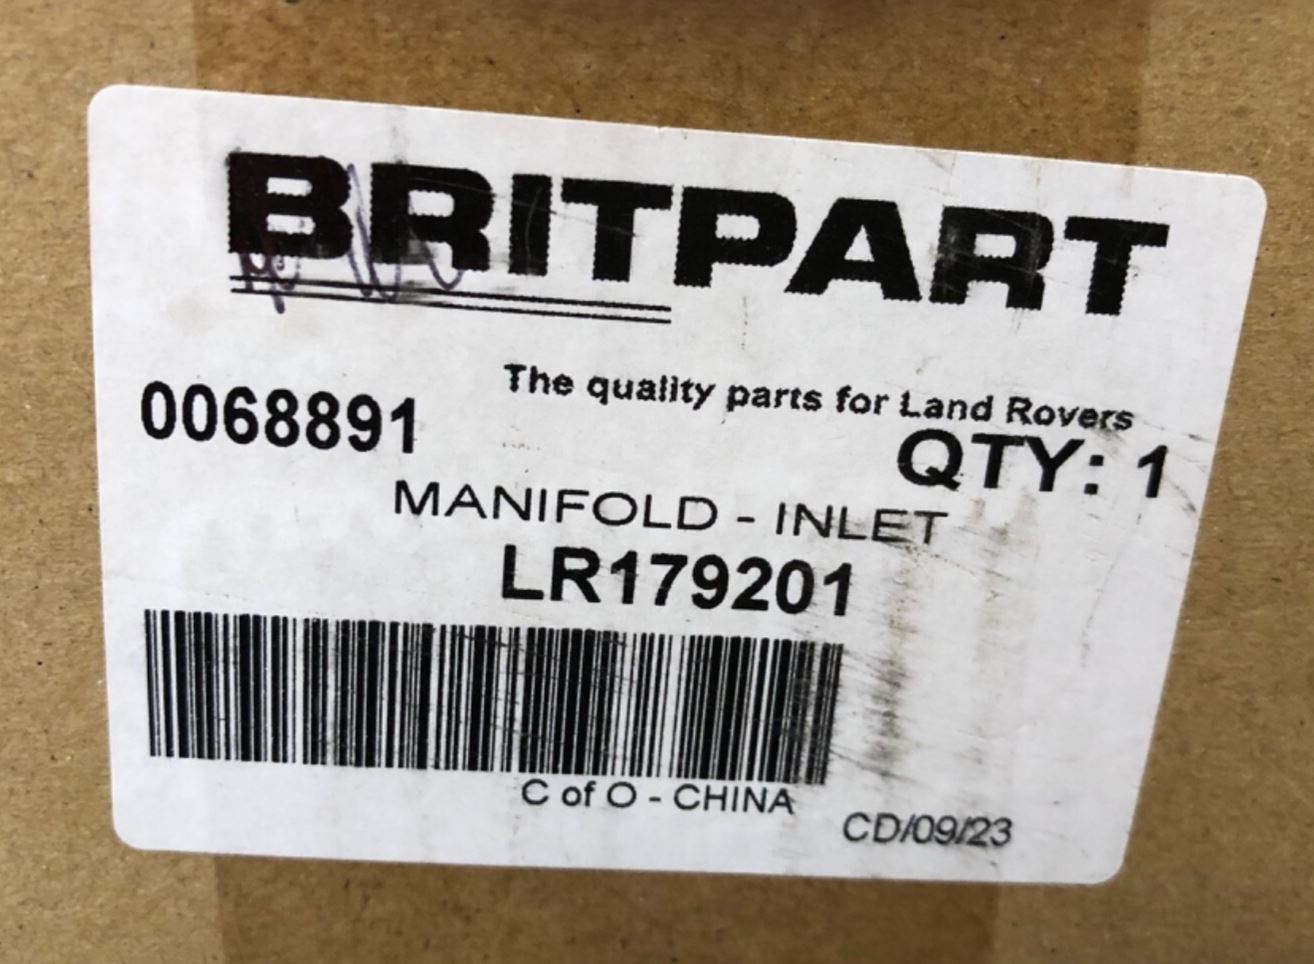 BRITPART
The quality parts for Land Rovers
0068891
QTY: 1
MANIFOLD - INLET
LR179201
C of O - CHINA
CD/09/23